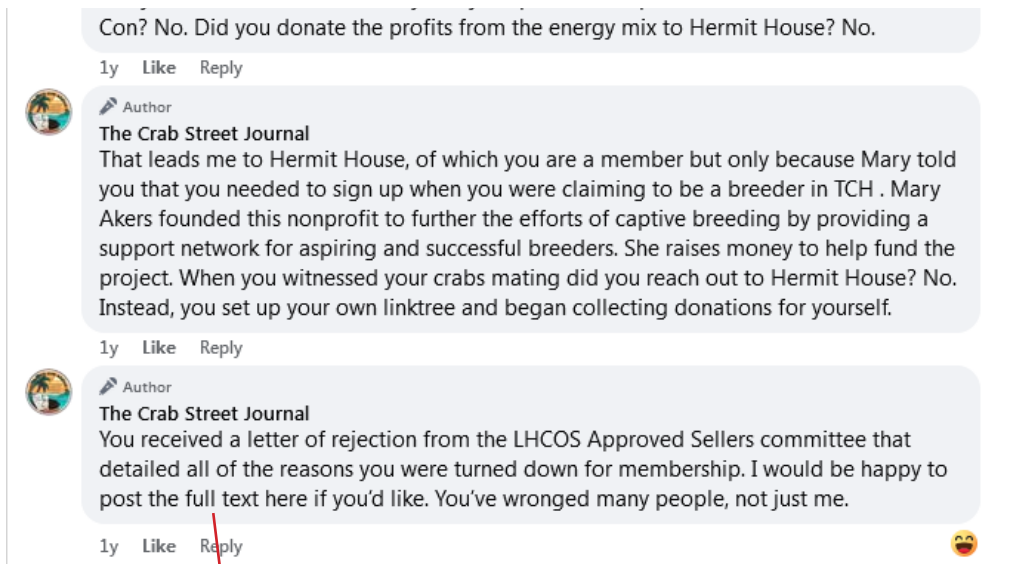 Con? No. Did you donate the profits from the energy mix to Hermit House? No.
1y Like Reply
Author
The Crab Street Journal
That leads me to Hermit House, of which you are a member but only because Mary told
you that you needed to sign up when you were claiming to be a breeder in TCH . Mary
Akers founded this nonprofit to further the efforts of captive breeding by providing a
support network for aspiring and successful breeders. She raises money to help fund the
project. When you witnessed your crabs mating did you reach out to Hermit House? No.
Instead, you set up your own linktree and began collecting donations for yourself.
1y Like Reply
Author
The Crab Street Journal
You received a letter of rejection from the LHCOS Approved Sellers committee that
detailed all of the reasons you were turned down for membership. I would be happy to
post the full text here if you'd like. You've wronged many people, not just me.
1y Like Reply